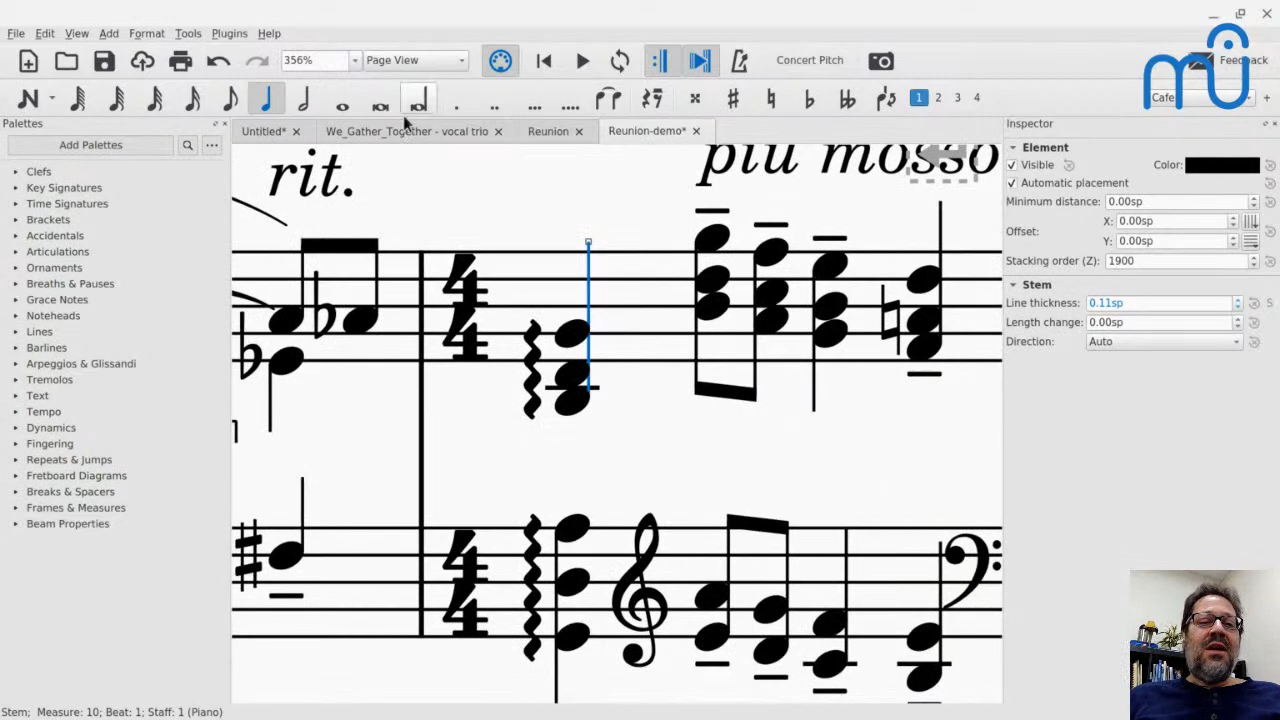 File Edit View Add Format Tools Plugins Help
356% Page View Concert Pitch Feedback
1 2 3 4 Cafe +
Palettes
Untitled* We_Gather_Together - vocal trio Reunion Reunion-demo*
Inspector
Add Palettes
Clefs
Key Signatures
Time Signatures
Brackets
Accidentals
Articulations
Ornaments
Breaths & Pauses
Grace Notes
Noteheads
Lines
Barlines
Arpeggios & Glissandi
Tremolos
Text
Tempo
Dynamics
Fingering
Repeats & Jumps
Fretboard Diagrams
Breaks & Spacers
Frames & Measures
Beam Properties
rit.
più mosso
4
4
4
4
Element
Visible Color:
Automatic placement
Minimum distance: 0.00sp
Offset: X: 0.00sp
Y: 0.00sp
Stacking order (Z): 1900
Stem
Line thickness: 0.11sp S
Length change: 0.00sp
Direction: Auto
Stem; Measure: 10; Beat: 1; Staff: 1 (Piano)